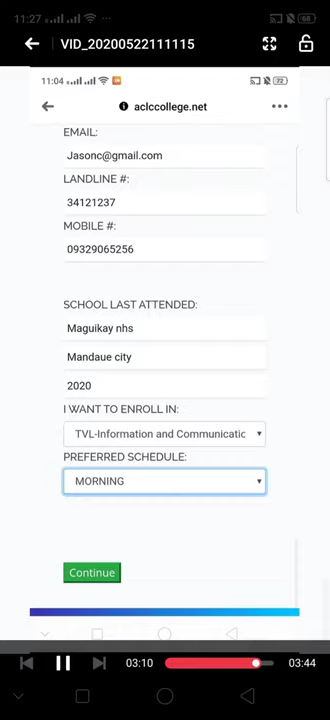 11:27
68
VID_20200522111115
11:04
72
aclccollege.net
EMAIL:
Jasonc@gmail.com
LANDLINE #:
34121237
MOBILE #:
09329065256
SCHOOL LAST ATTENDED:
Maguikay nhs
Mandaue city
2020
I WANT TO ENROLL IN:
TVL-Information and Communicatic
PREFERRED SCHEDULE:
MORNING
Continue
03:10
03:44